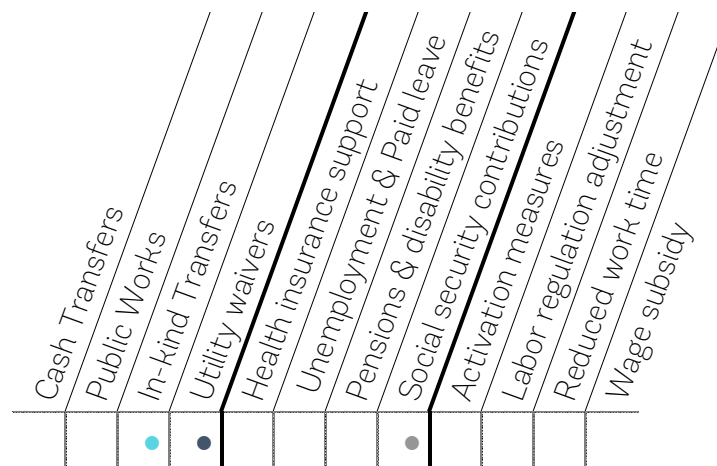 Cash Transfers
Public Works
In-kind Transfers
Utility waivers
Health insurance support
Unemployment & Paid leave
Pensions & disability benefits
Social security contributions
Activation measures
Labor regulation adjustment
Reduced work time
Wage subsidy